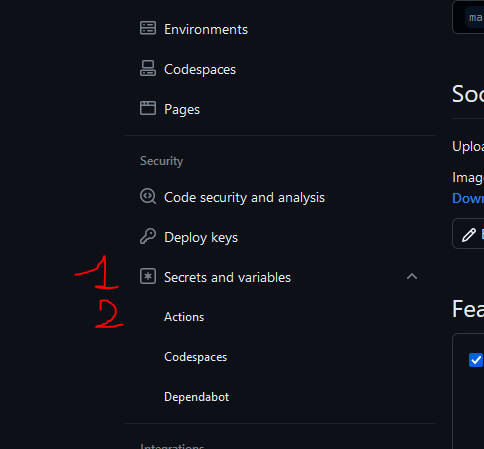 Environments
Codespaces
Pages
Security
Code security and analysis
Deploy keys
1 Secrets and variables
2 Actions
Codespaces
Dependabot
Integrations
ma
Soc
Uploa
Image
Down
Fea